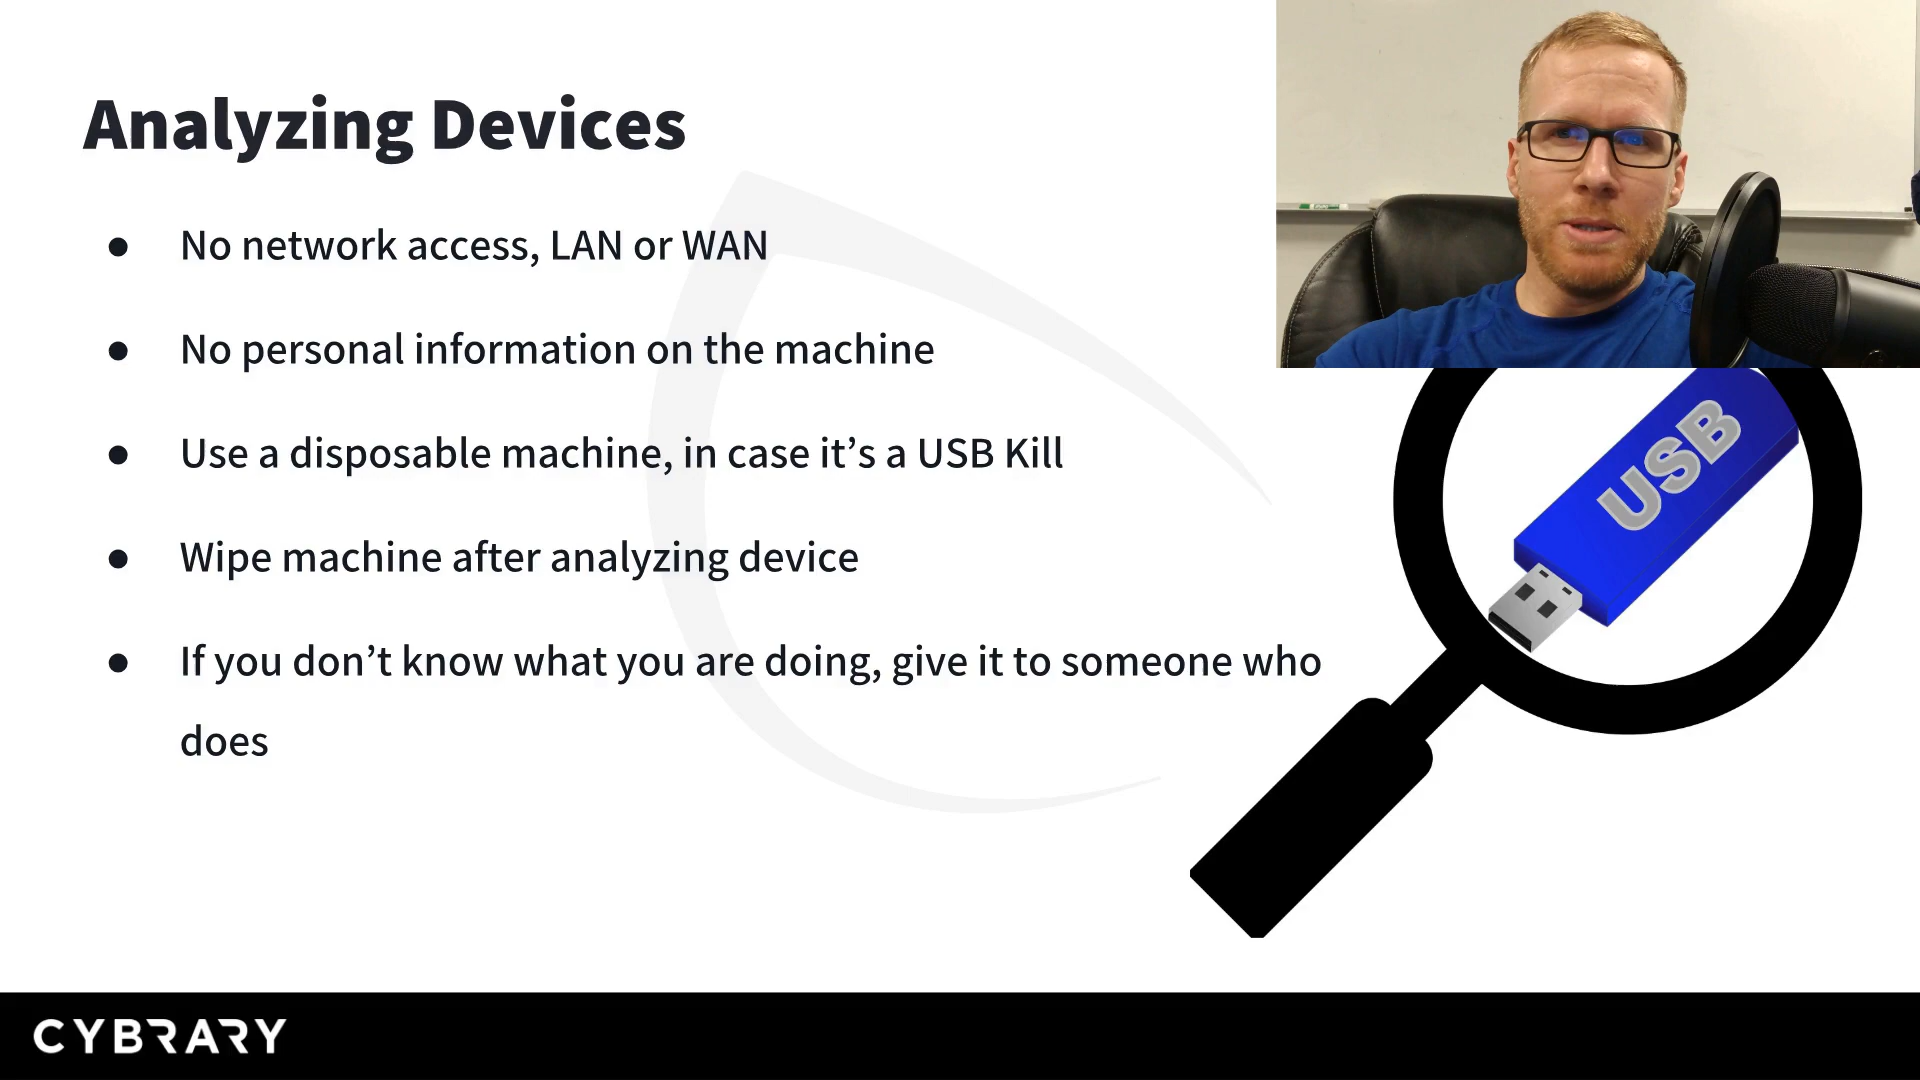 Analyzing Devices
● No network access, LAN or WAN
● No personal information on the machine
● Use a disposable machine, in case it’s a USB Kill
● Wipe machine after analyzing device
● If you don’t know what you are doing, give it to someone who
does
USB
CYBRARY